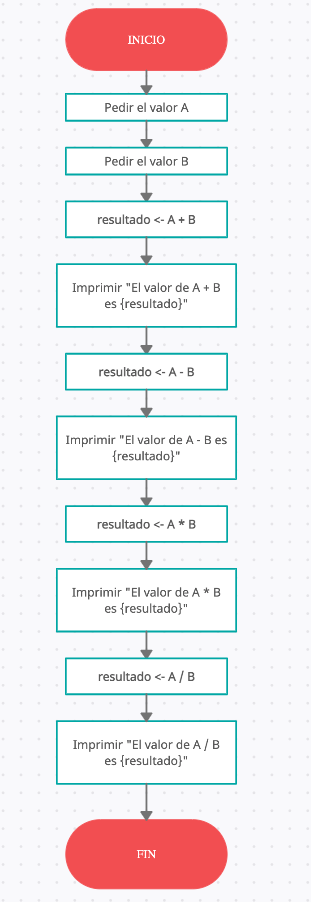 INICIO
Pedir el valor A
Pedir el valor B
resultado <- A + B
Imprimir "El valor de A + B
es {resultado}"
resultado <- A - B
Imprimir "El valor de A - B es
{resultado}"
resultado <- A * B
Imprimir "El valor de A * B
es {resultado}"
resultado <- A / B
Imprimir "El valor de A / B
es {resultado}"
FIN